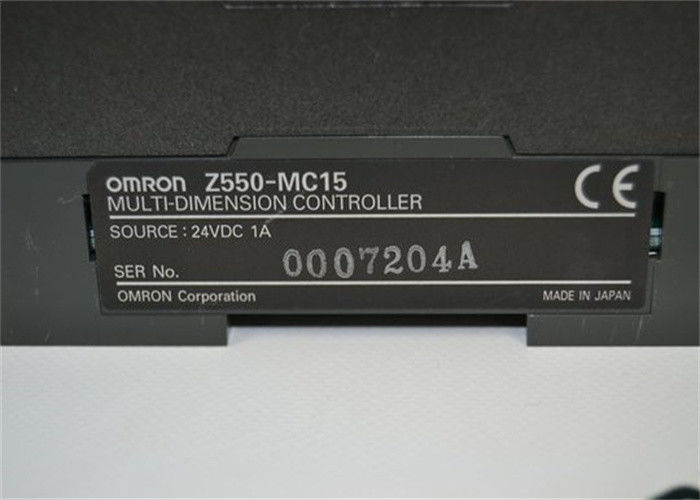 OMRON Z550-MC15
MULTI-DIMENSION CONTROLLER
SOURCE : 24VDC 1A
SER No. 0007204A
OMRON Corporation MADE IN JAPAN
CE